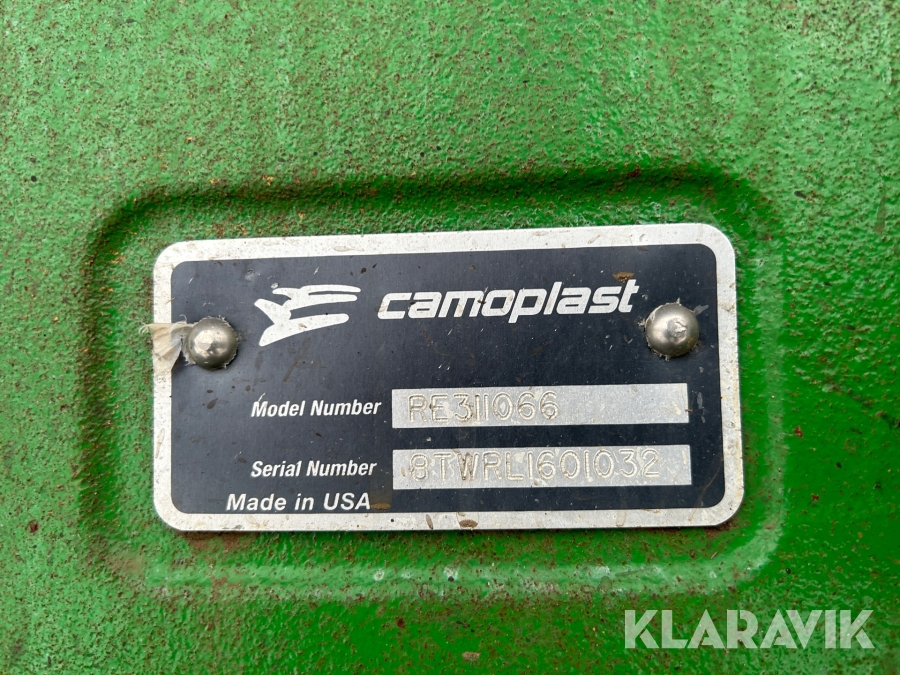 camoplast
Model Number RE311066
Serial Number 8TWRL1601032
Made in USA
KLARAVIK